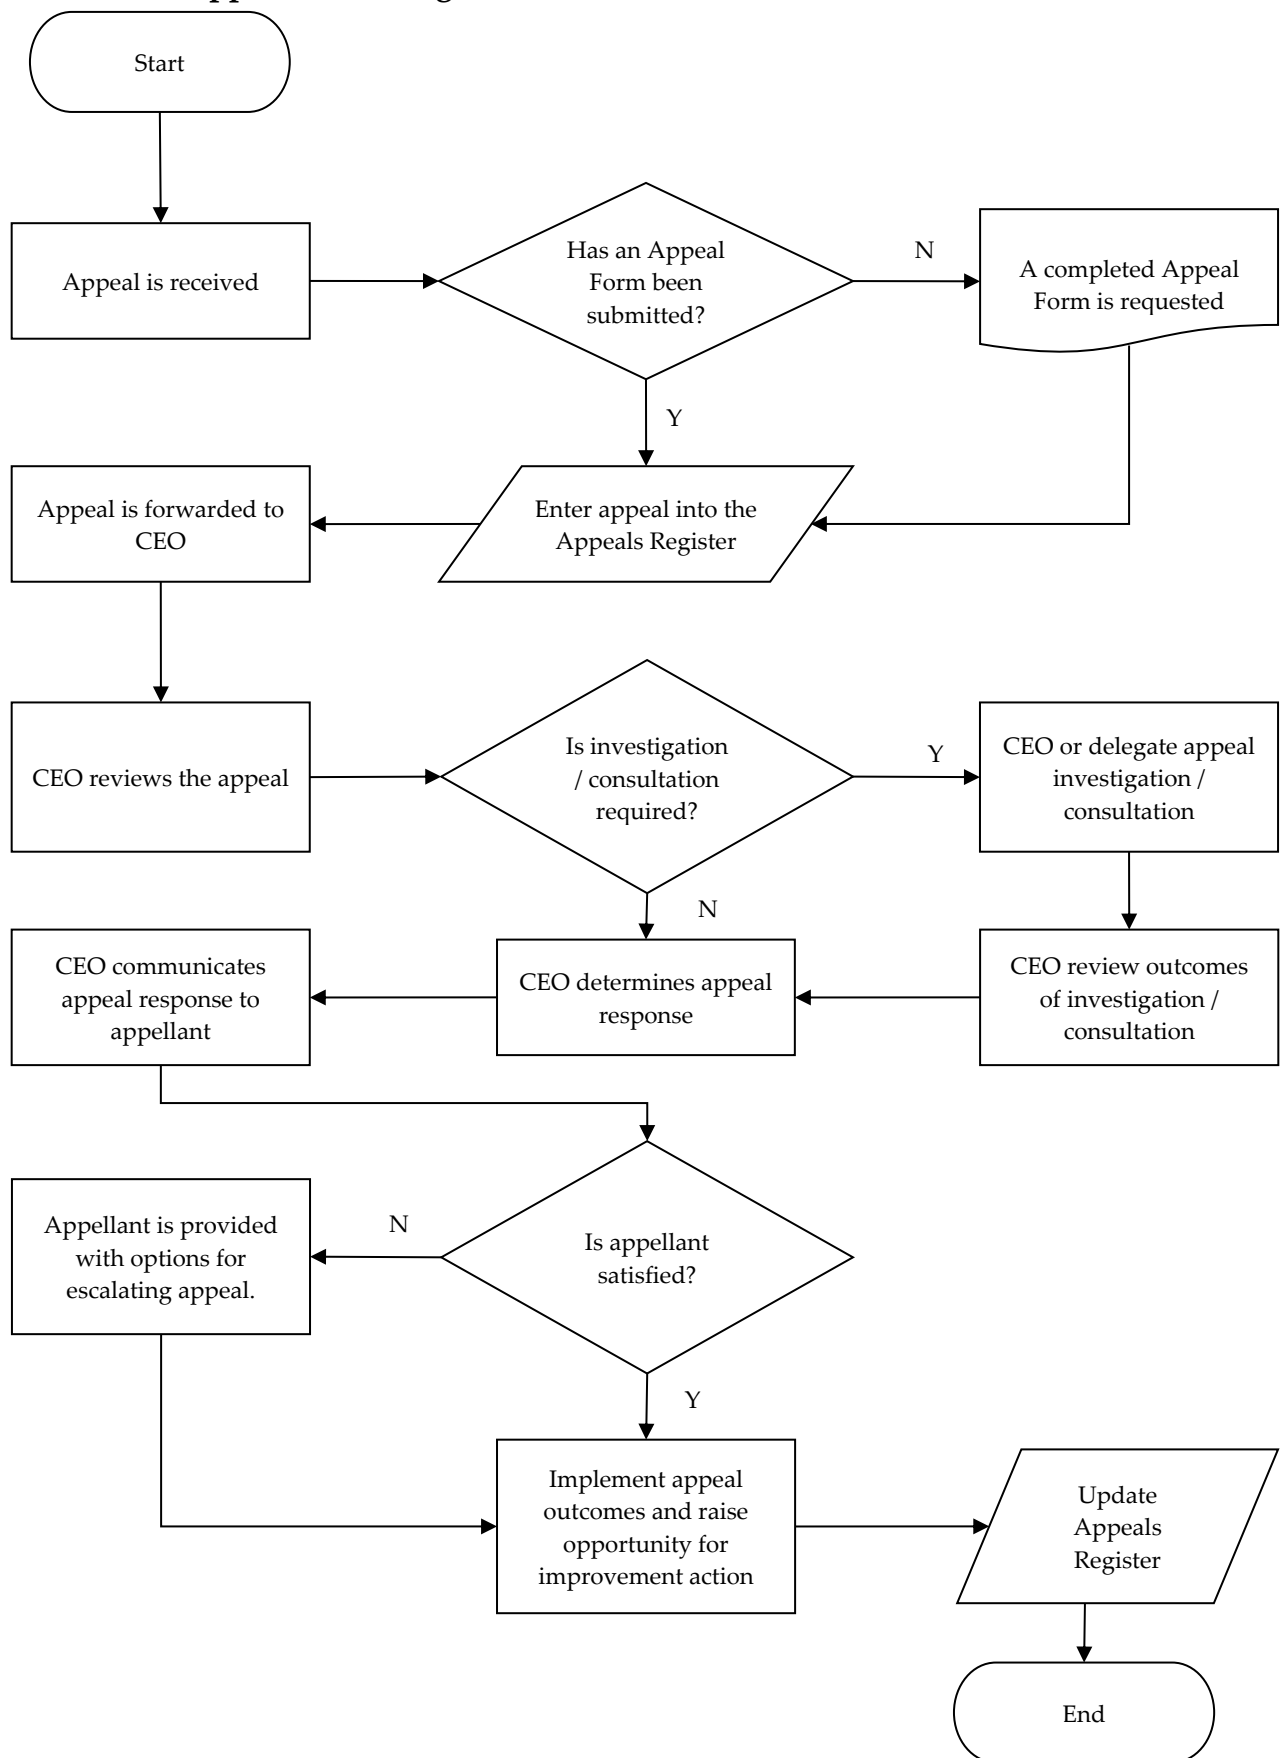 Start
Appeal is received
Has an Appeal
Form been
submitted?
N
A completed Appeal
Form is requested
Y
Appeal is forwarded to
CEO
Enter appeal into the
Appeals Register
CEO reviews the appeal
Is investigation
/ consultation
required?
Y
CEO or delegate appeal
investigation /
consultation
N
CEO communicates
appeal response to
appellant
CEO determines appeal
response
CEO review outcomes
of investigation /
consultation
Appellant is provided
with options for
escalating appeal.
N
Is appellant
satisfied?
Y
Implement appeal
outcomes and raise
opportunity for
improvement action
Update
Appeals
Register
End